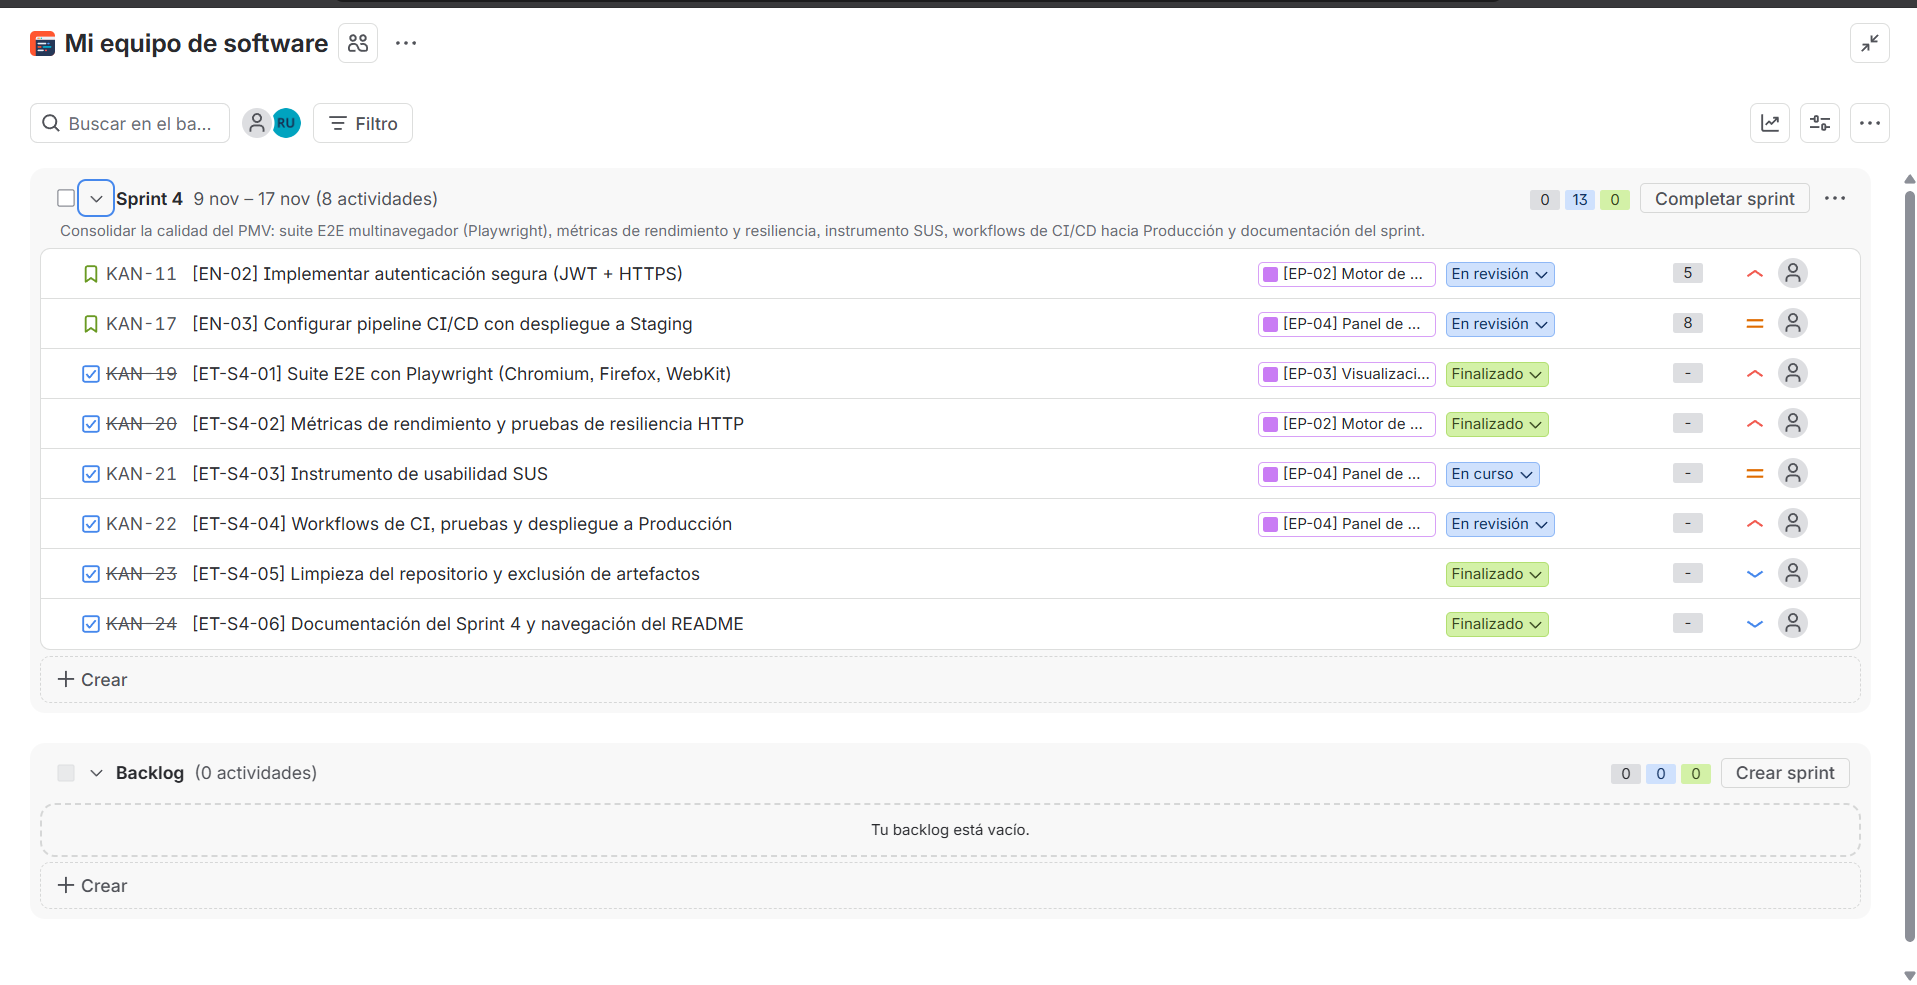 Mi equipo de software
Buscar en el ba...
RU
Filtro
Sprint 4 9 nov – 17 nov (8 actividades) 0 13 0 Completar sprint
Consolidar la calidad del PMV: suite E2E multinavegador (Playwright), métricas de rendimiento y resiliencia, instrumento SUS, workflows de CI/CD hacia Producción y documentación del sprint.
KAN-11 [EN-02] Implementar autenticación segura (JWT + HTTPS) [EP-02] Motor de ... En revisión 5
KAN-17 [EN-03] Configurar pipeline CI/CD con despliegue a Staging [EP-04] Panel de ... En revisión 8
KAN-19 [ET-S4-01] Suite E2E con Playwright (Chromium, Firefox, WebKit) [EP-03] Visualizaci... Finalizado -
KAN-20 [ET-S4-02] Métricas de rendimiento y pruebas de resiliencia HTTP [EP-02] Motor de ... Finalizado -
KAN-21 [ET-S4-03] Instrumento de usabilidad SUS [EP-04] Panel de ... En curso -
KAN-22 [ET-S4-04] Workflows de CI, pruebas y despliegue a Producción [EP-04] Panel de ... En revisión -
KAN-23 [ET-S4-05] Limpieza del repositorio y exclusión de artefactos Finalizado -
KAN-24 [ET-S4-06] Documentación del Sprint 4 y navegación del README Finalizado -
+ Crear
Backlog (0 actividades) 0 0 0 Crear sprint
Tu backlog está vacío.
+ Crear